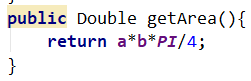 public Double getArea(){
    return a*b*PI/4;
}